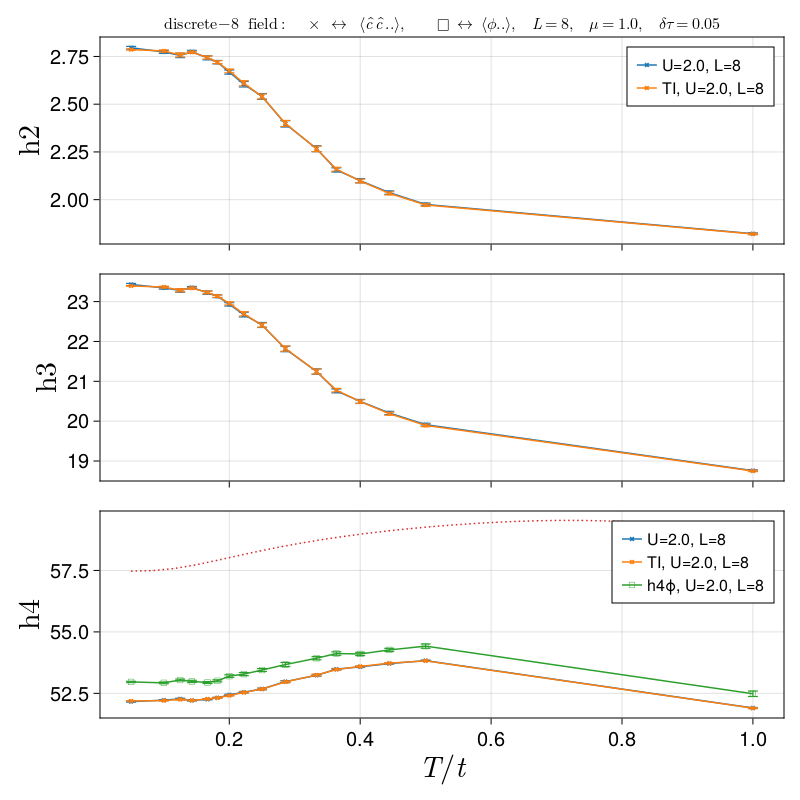 discrete−8 field: × ↔ ⟨ĉ ĉ ..⟩, □ ↔ ⟨ϕ..⟩, L = 8, μ = 1.0, δτ = 0.05
h2
2.75
2.50
2.25
2.00
U=2.0, L=8
TI, U=2.0, L=8
h3
23
22
21
20
19
h4
57.5
55.0
52.5
U=2.0, L=8
TI, U=2.0, L=8
h4ϕ, U=2.0, L=8
0.2 0.4 0.6 0.8 1.0
T/t